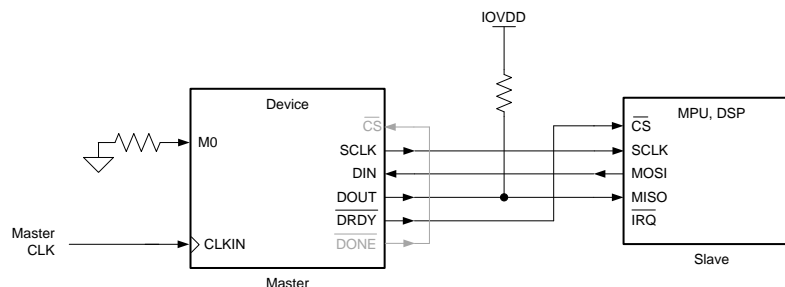 IOVDD
Device
MPU, DSP
CS
CS
M0
SCLK
SCLK
DIN
MOSI
DOUT
MISO
DRDY
IRQ
Master
CLK
CLKIN
DONE
Master
Slave